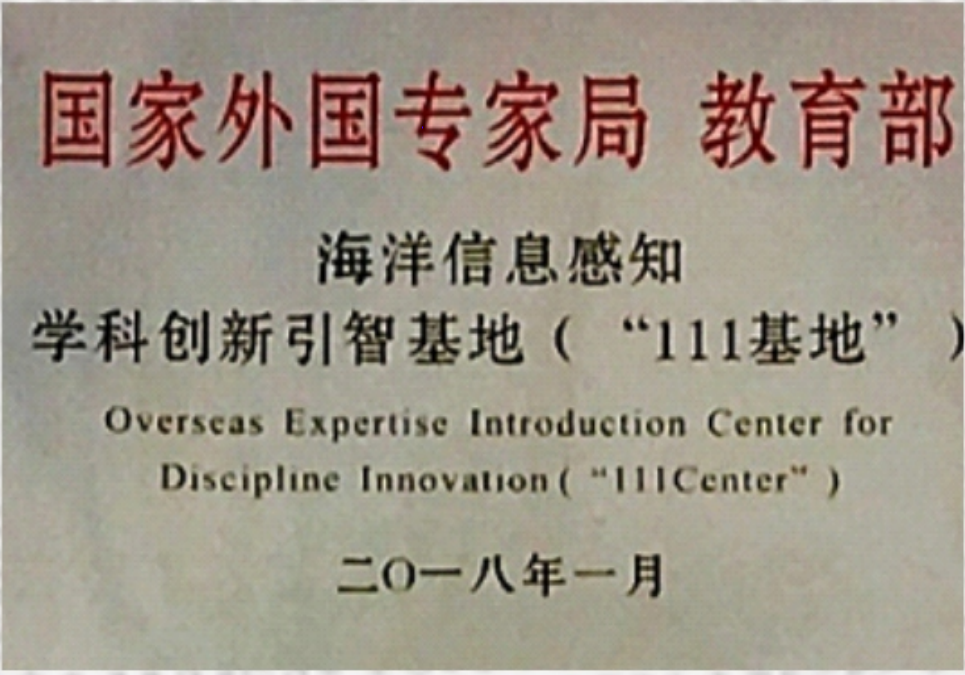 国家外国专家局 教育部
海洋信息感知
学科创新引智基地（“111基地”）
Overseas Expertise Introduction Center for
Discipline Innovation(“111Center”)
二〇一八年一月